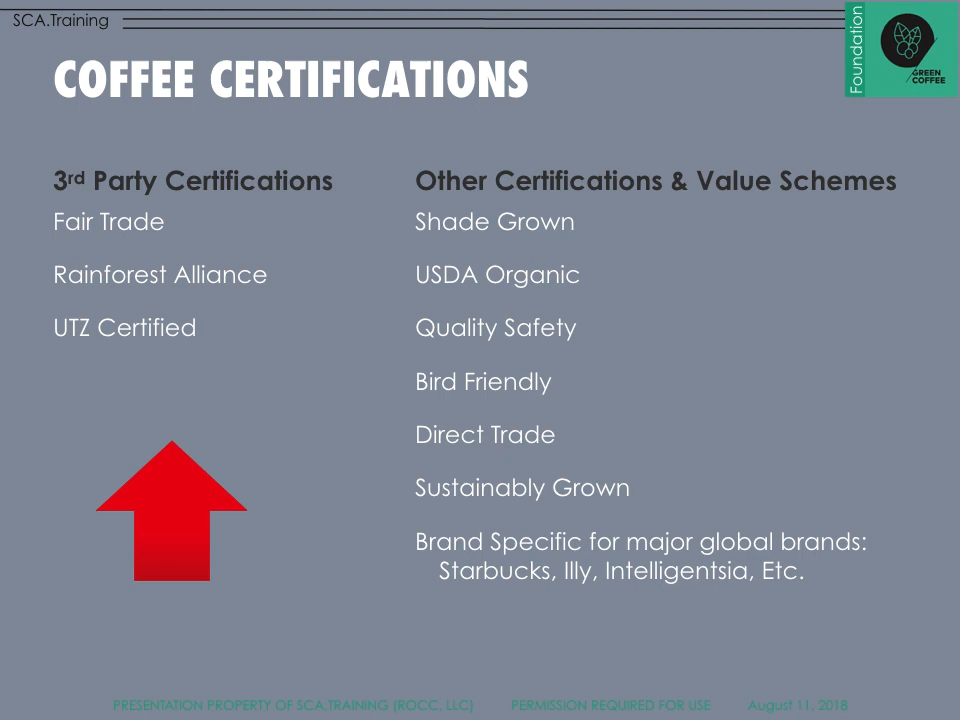 SCA.Training
Foundation
GREEN
COFFEE
COFFEE CERTIFICATIONS
3rd Party Certifications
Fair Trade
Rainforest Alliance
UTZ Certified
Other Certifications & Value Schemes
Shade Grown
USDA Organic
Quality Safety
Bird Friendly
Direct Trade
Sustainably Grown
Brand Specific for major global brands:
Starbucks, Illy, Intelligentsia, Etc.
PRESENTATION PROPERTY OF SCA.TRAINING (ROCC, LLC) PERMISSION REQUIRED FOR USE August 11, 2018